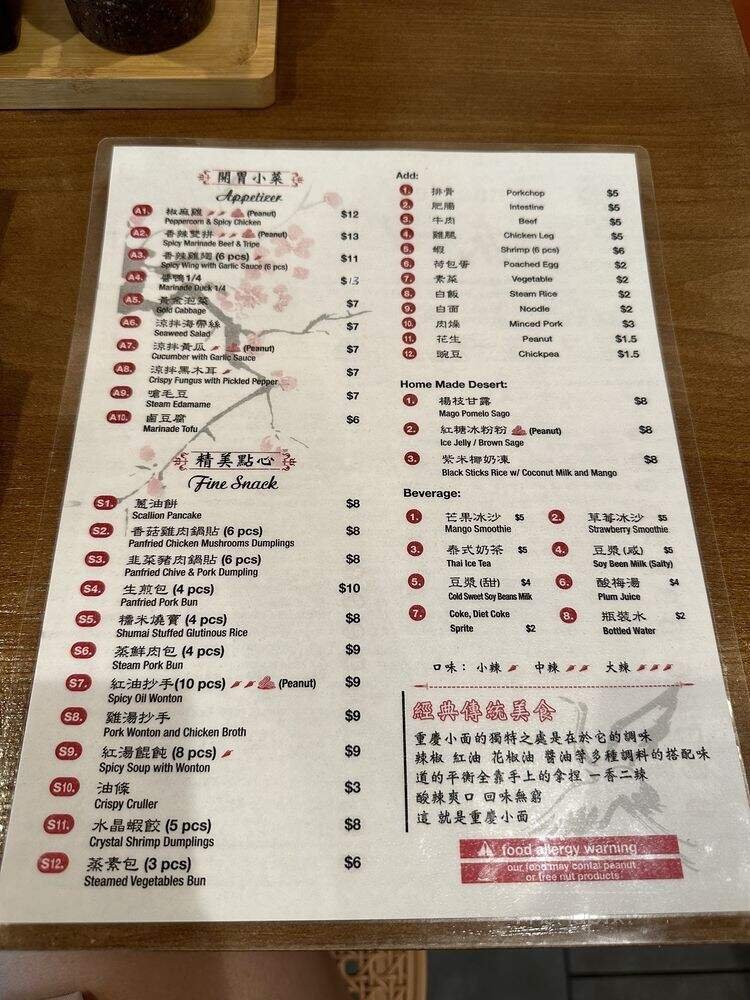 開胃小菜
Appetizer
A1. 椒麻雞 (Peanut) $12
Peppercorn & Spicy Chicken
A2. 香辣雙拼 (Peanut) $13
Spicy Marinade Beef & Tripe
A3. 香辣雞翅 (6 pcs) $11
Spicy Wing with Garlic Sauce (6 pcs)
A4. 醬鴨1/4 $13
Marinade Duck 1/4
A5. 黃金泡菜 $7
Gold Cabbage
A6. 涼拌海帶絲 $7
Seaweed Salad
A7. 涼拌黃瓜 (Peanut) $7
Cucumber with Garlic Sauce
A8. 涼拌黑木耳 $7
Crispy Fungus with Pickled Pepper
A9. 嗆毛豆 $7
Steam Edamame
A10. 鹵豆腐 $6
Marinade Tofu
精美點心
Fine Snack
S1. 蔥油餅 $8
Scallion Pancake
S2. 香菇雞肉鍋貼 (6 pcs) $8
Panfried Chicken Mushrooms Dumplings
S3. 韭菜豬肉鍋貼 (6 pcs) $8
Panfried Chive & Pork Dumpling
S4. 生煎包 (4 pcs) $10
Panfried Pork Bun
S5. 糯米燒賣 (4 pcs) $8
Shumai Stuffed Glutinous Rice
S6. 蒸鮮肉包 (4 pcs) $9
Steam Pork Bun
S7. 紅油抄手(10 pcs) (Peanut) $9
Spicy Oil Wonton
S8. 雞湯抄手 $9
Pork Wonton and Chicken Broth
S9. 紅湯餛飩 (8 pcs) $9
Spicy Soup with Wonton
S10. 油條 $3
Crispy Cruller
S11. 水晶蝦餃 (5 pcs) $8
Crystal Shrimp Dumplings
S12. 蒸素包 (3 pcs) $6
Steamed Vegetables Bun
Add:
1. 排骨 Porkchop $5
2. 肥腸 Intestine $5
3. 牛肉 Beef $5
4. 雞腿 Chicken Leg $5
5. 蝦 Shrimp (6 pcs) $6
6. 荷包蛋 Poached Egg $2
7. 素菜 Vegetable $2
8. 白飯 Steam Rice $2
9. 白面 Noodle $2
10. 肉燥 Minced Pork $3
11. 花生 Peanut $1.5
12. 豌豆 Chickpea $1.5
Home Made Desert:
1. 楊枝甘露 $8
Mago Pomelo Sago
2. 紅糖冰粉粉 (Peanut) $8
Ice Jelly / Brown Sage
3. 紫米椰奶凍 $8
Black Sticks Rice w/ Coconut Milk and Mango
Beverage:
1. 芒果冰沙 $5 2. 草莓冰沙 $5
Mango Smoothie Strawberry Smoothie
3. 泰式奶茶 $5 4. 豆漿(咸) $5
Thai Ice Tea Soy Been Milk (Salty)
5. 豆漿(甜) $4 6. 酸梅湯 $4
Cold Sweet Soy Beans Milk Plum Juice
7. Coke, Diet Coke 8. 瓶裝水 $2
Sprite $2 Bottled Water
口味： 小辣 中辣 大辣
經典傳統美食
重慶小面的獨特之處是在於它的調味
辣椒 紅油 花椒油 醬油等多種調料的搭配味
道的平衡全靠手上的拿捏 一香二辣
酸辣爽口 回味無窮
這 就是重慶小面
food allergy warning
our food may contai peanut
or tree nut products